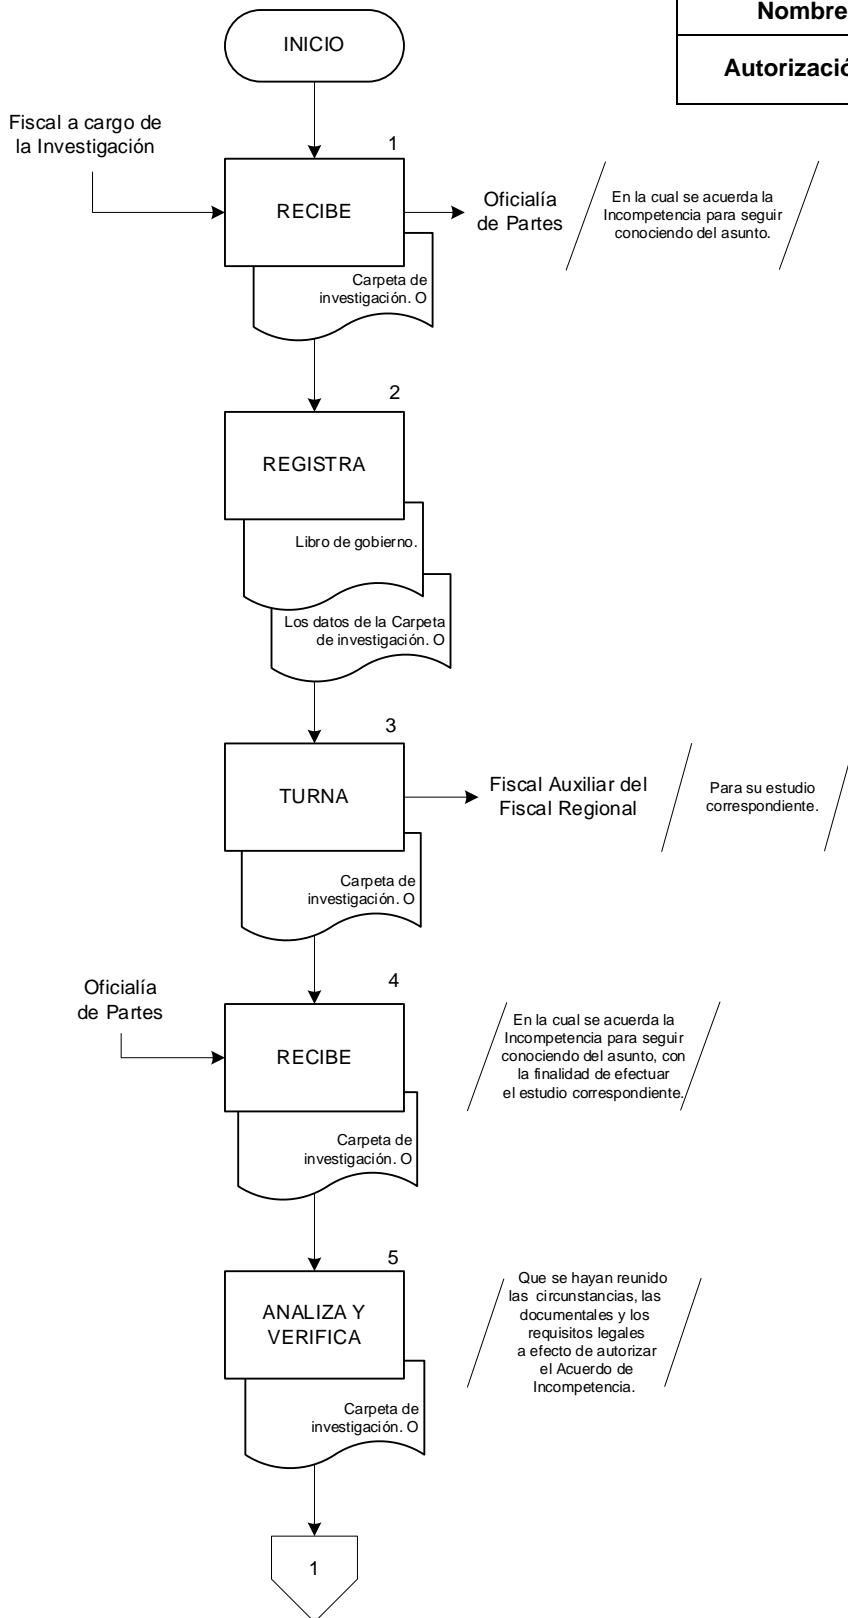 Nombre
Autorizació
INICIO
Fiscal a cargo de
la Investigación
1
RECIBE
Oficialía
de Partes
En la cual se acuerda la
Incompetencia para seguir
conociendo del asunto.
Carpeta de
investigación. O
2
REGISTRA
Libro de gobierno.
Los datos de la Carpeta
de investigación. O
3
TURNA
Fiscal Auxiliar del
Fiscal Regional
Para su estudio
correspondiente.
Carpeta de
investigación. O
Oficialía
de Partes
4
RECIBE
En la cual se acuerda la
Incompetencia para seguir
conociendo del asunto, con
la finalidad de efectuar
el estudio correspondiente.
Carpeta de
investigación. O
5
ANALIZA Y
VERIFICA
Que se hayan reunido
las circunstancias, las
documentales y los
requisitos legales
a efecto de autorizar
el Acuerdo de
Incompetencia.
Carpeta de
investigación. O
1